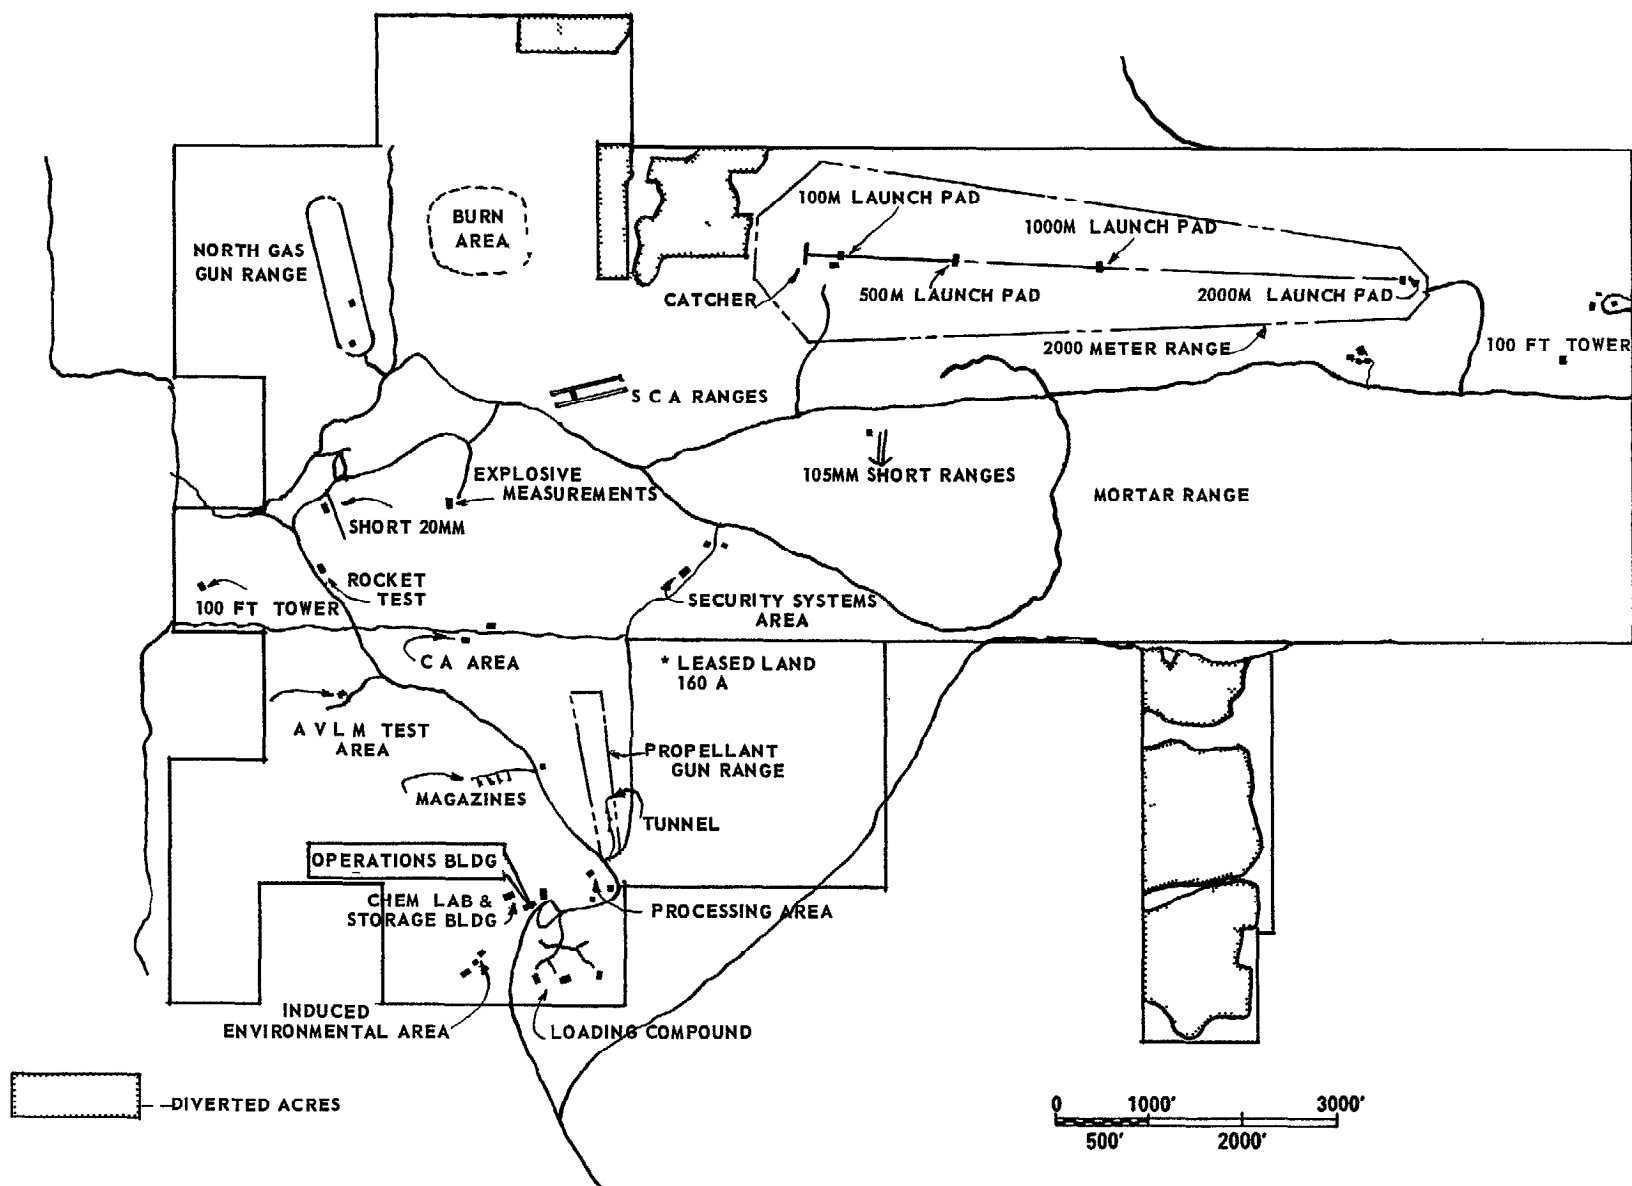 100M LAUNCH PAD
BURN
AREA
1000M LAUNCH PAD
NORTH GAS
GUN RANGE
CATCHER
500M LAUNCH PAD
2000M LAUNCH PAD
2000 METER RANGE
100 FT TOWER
S C A RANGES
EXPLOSIVE
MEASUREMENTS
105MM SHORT RANGES
MORTAR RANGE
SHORT 20MM
ROCKET
TEST
100 FT TOWER
SECURITY SYSTEMS
AREA
C A AREA
* LEASED LAND
160 A
A V L M TEST
AREA
PROPELLANT
GUN RANGE
MAGAZINES
TUNNEL
OPERATIONS BLDG
CHEM LAB &
STORAGE BLDG
PROCESSING AREA
INDUCED
ENVIRONMENTAL AREA
LOADING COMPOUND
DIVERTED ACRES
0 1000' 3000'
500' 2000'